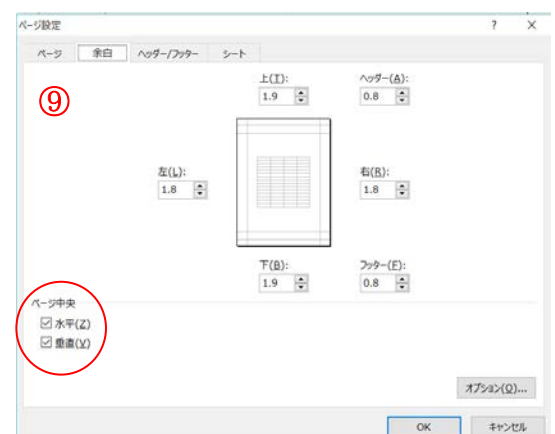 ページ設定 ? ×
ページ 余白 ヘッダー/フッター シート
⑨
上(T): ヘッダー(A):
1.9 0.8
左(L): 右(R):
1.8 1.8
下(B): フッター(F):
1.9 0.8
ページ中央
水平(Z)
垂直(V)
オプション(O)...
OK キャンセル